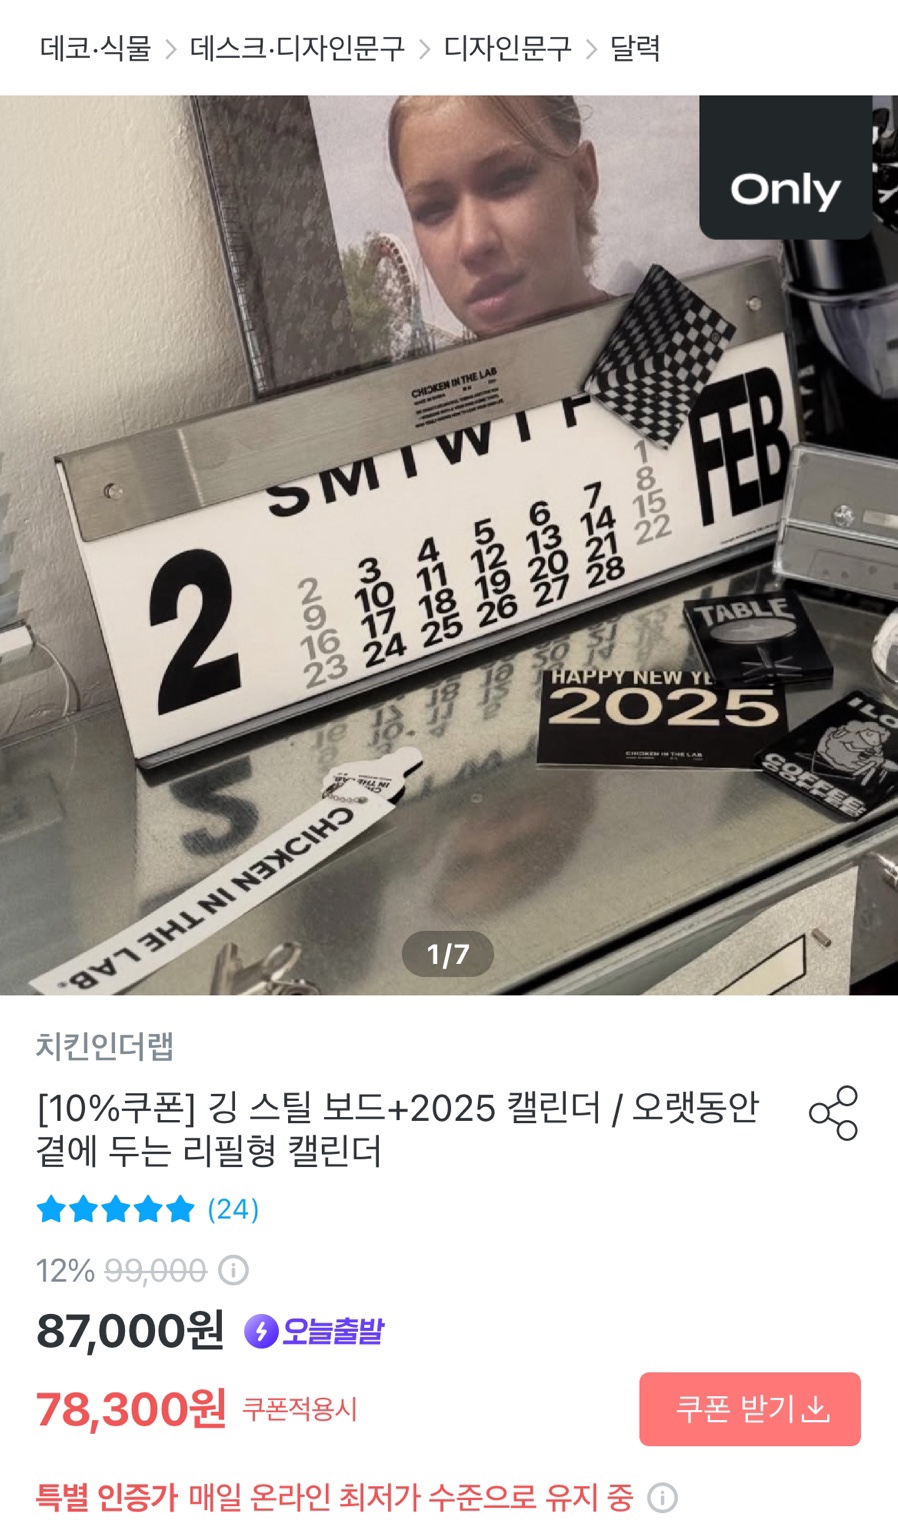 데코·식물 > 데스크·디자인문구 > 디자인문구 > 달력
Only
CHICKEN IN THE LAB
S M T W T F
FEB
2
1
2 3 4 5 6 7 8
9 10 11 12 13 14 15
16 17 18 19 20 21 22
23 24 25 26 27 28
TABLE
HAPPY NEW YE
2025
CHICKEN IN THE LAB
COFFEE
IN THE LAB
CHICKEN IN THE LAB.
1/7
치킨인더랩
[10%쿠폰] 깅 스틸 보드+2025 캘린더 / 오랫동안
곁에 두는 리필형 캘린더
(24)
12% 99,000
87,000원 오늘출발
78,300원 쿠폰적용시
쿠폰 받기
특별 인증가 매일 온라인 최저가 수준으로 유지 중